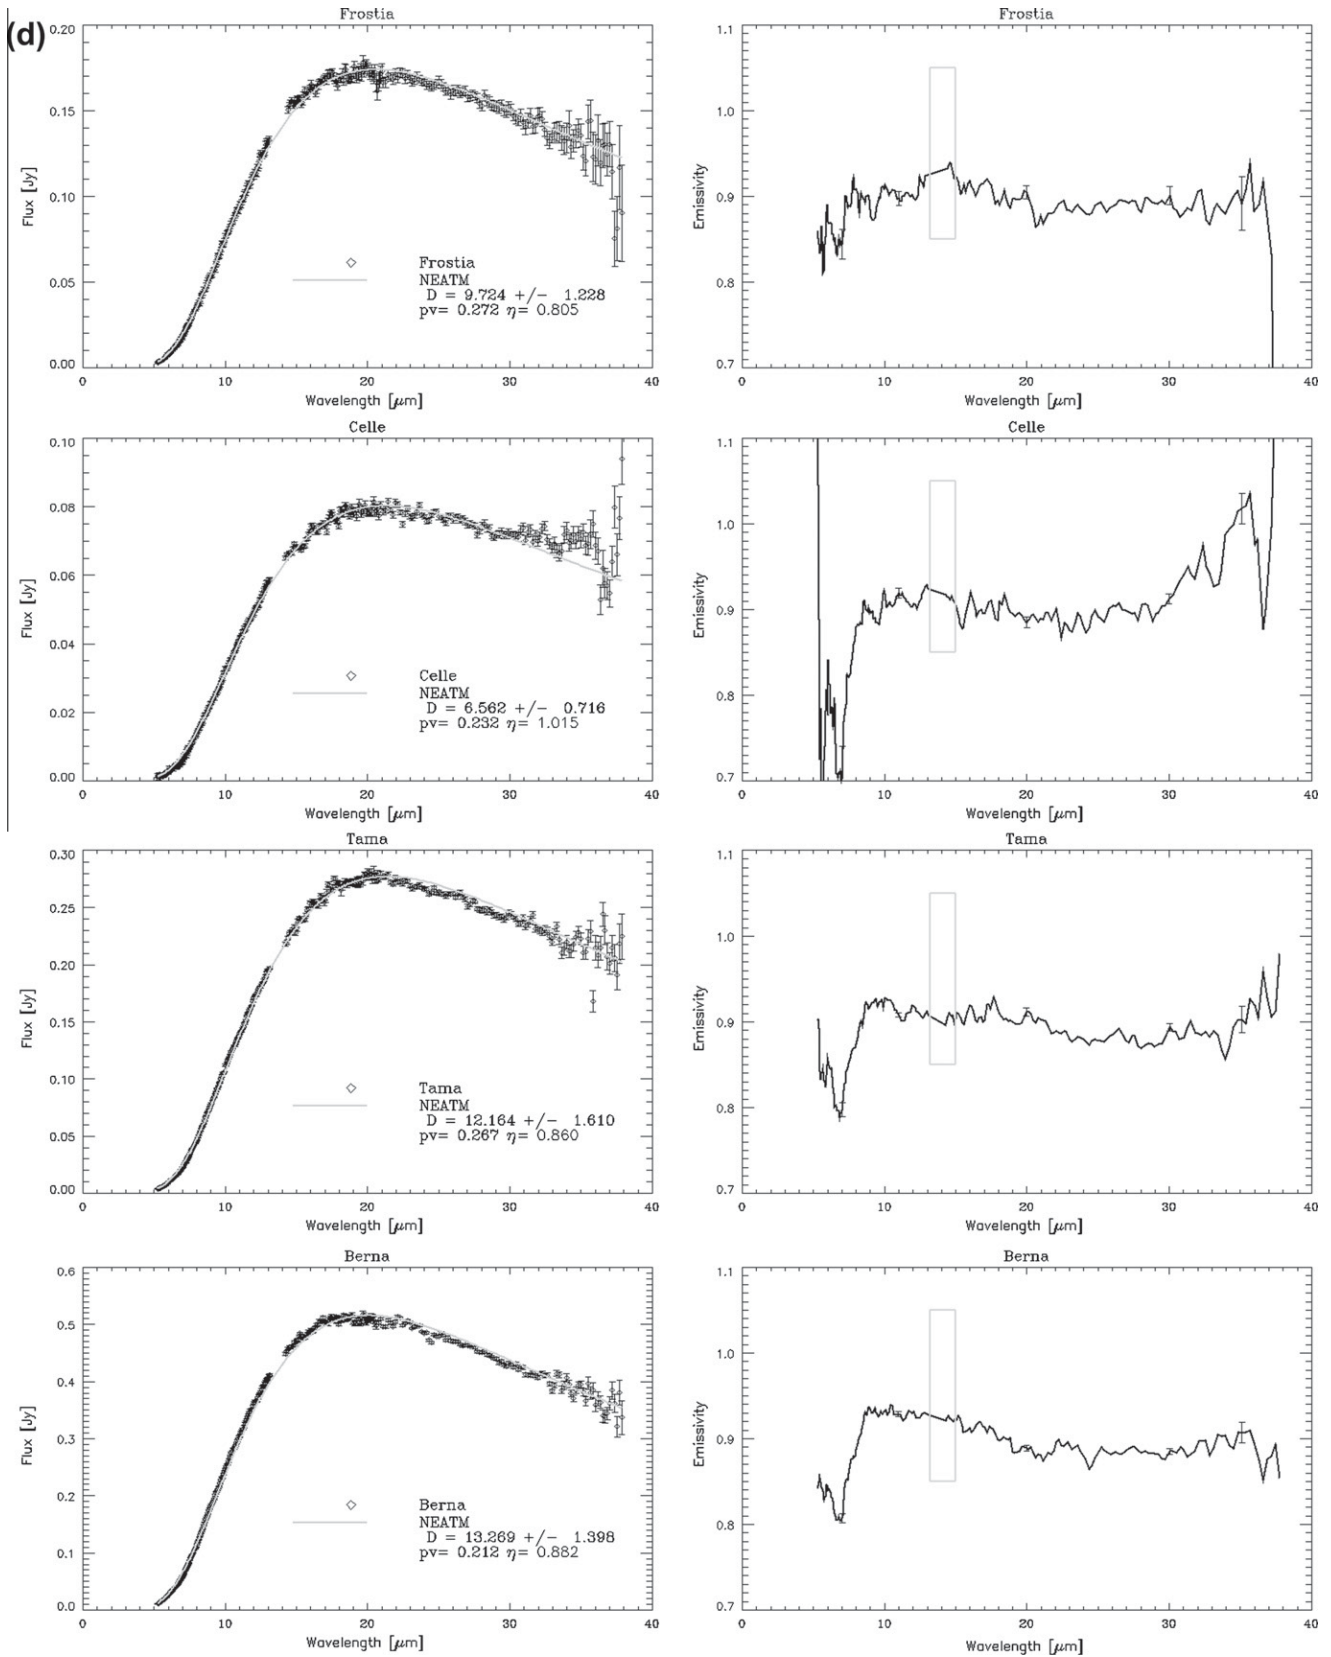 (d)
Frostia
0.20
0.15
0.10
0.05
0.00
Flux [Jy]
Frostia
NEATM
D = 9.724 +/- 1.228
pv= 0.272 η= 0.805
0 10 20 30 40
Wavelength [μm]
Frostia
1.1
1.0
0.9
0.8
0.7
Emissivity
0 10 20 30 40
Wavelength [μm]
Celle
0.10
0.08
0.06
0.04
0.02
0.00
Flux [Jy]
Celle
NEATM
D = 6.562 +/- 0.716
pv= 0.232 η= 1.015
0 10 20 30 40
Wavelength [μm]
Celle
1.1
1.0
0.9
0.8
0.7
Emissivity
0 10 20 30 40
Wavelength [μm]
Tama
0.30
0.25
0.20
0.15
0.10
0.05
0.00
Flux [Jy]
Tama
NEATM
D = 12.164 +/- 1.610
pv= 0.267 η= 0.860
0 10 20 30 40
Wavelength [μm]
Tama
1.1
1.0
0.9
0.8
0.7
Emissivity
0 10 20 30 40
Wavelength [μm]
Berna
0.6
0.5
0.4
0.3
0.2
0.1
0.0
Flux [Jy]
Berna
NEATM
D = 13.269 +/- 1.398
pv= 0.212 η= 0.882
0 10 20 30 40
Wavelength [μm]
Berna
1.1
1.0
0.9
0.8
0.7
Emissivity
0 10 20 30 40
Wavelength [μm]